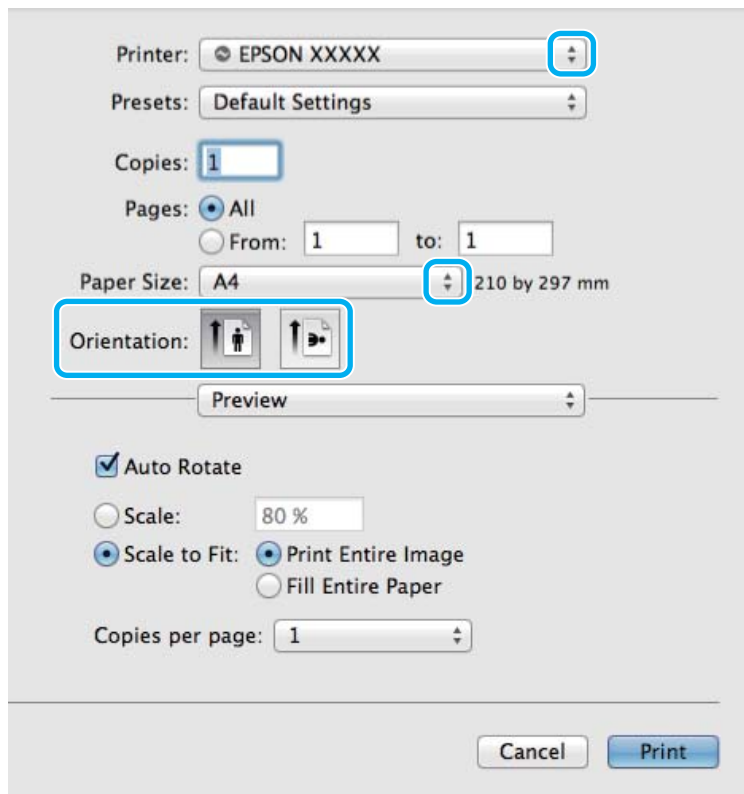 Printer: EPSON XXXXX
Presets: Default Settings
Copies: 1
Pages: All
From: 1 to: 1
Paper Size: A4 210 by 297 mm
Orientation:
Preview
Auto Rotate
Scale: 80 %
Scale to Fit: Print Entire Image
Fill Entire Paper
Copies per page: 1
Cancel Print